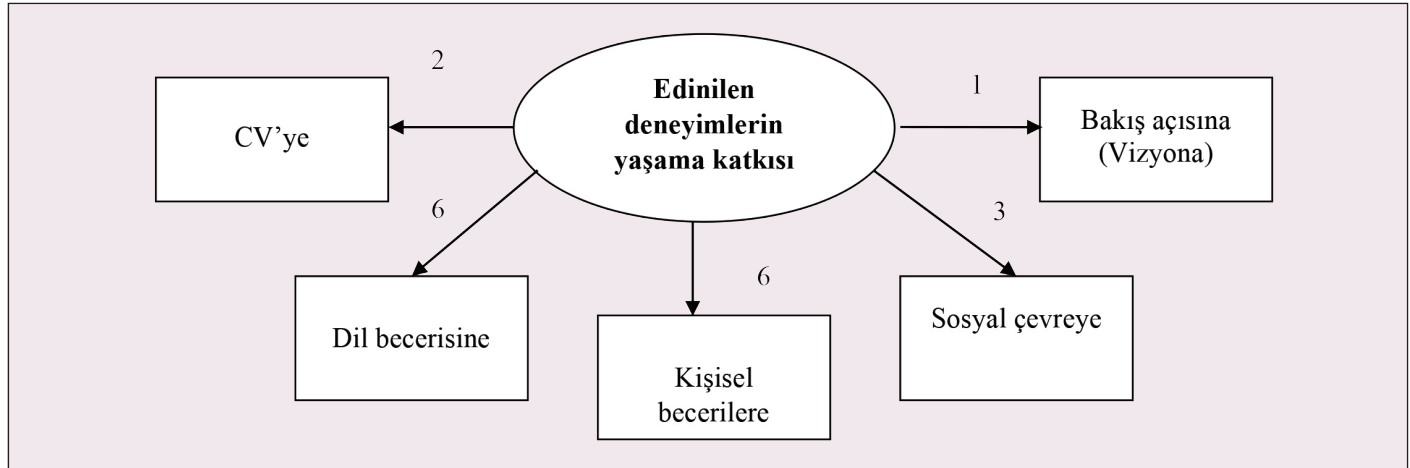 Edinilen
deneyimlerin
yaşama katkısı
2
1
CV’ye
Bakış açısına
(Vizyona)
6
3
6
Dil becerisine
Kişisel
becerilere
Sosyal çevreye